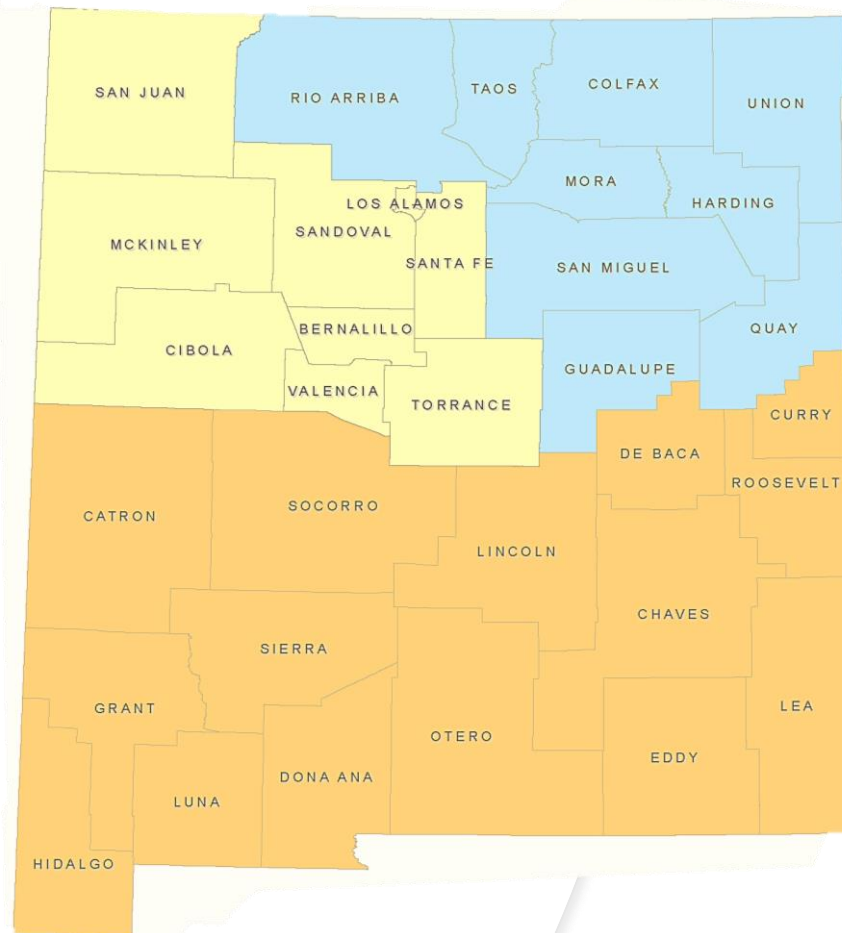 SAN JUAN
RIO ARRIBA
TAOS
COLFAX
UNION
MORA
HARDING
LOS ALAMOS
SANDOVAL
MCKINLEY
SANTA FE
SAN MIGUEL
BERNALILLO
QUAY
CIBOLA
GUADALUPE
VALENCIA
TORRANCE
CURRY
DE BACA
ROOSEVELT
CATRON
SOCORRO
LINCOLN
CHAVES
SIERRA
GRANT
LEA
OTERO
EDDY
DONA ANA
LUNA
HIDALGO